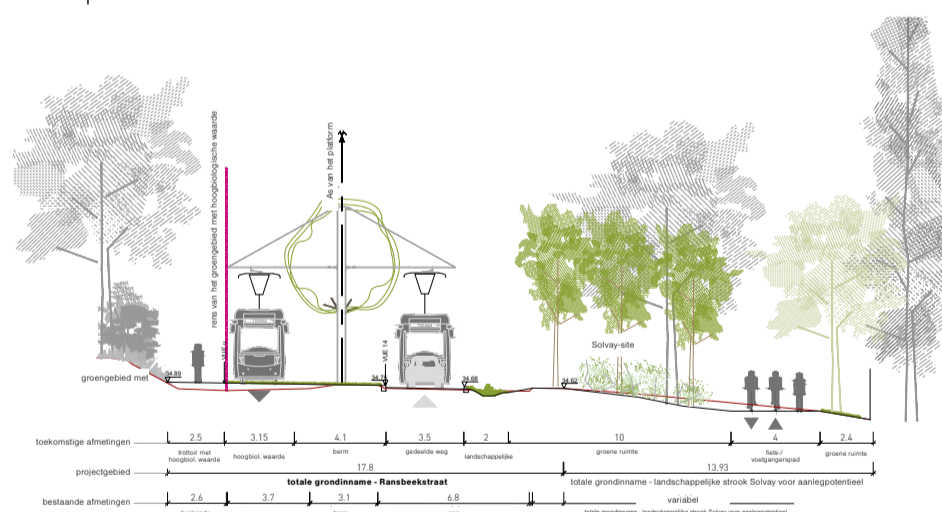 rens van het groengebied met hoogbiologische waarde
As van het platform
VUE 14
Solvay-site
groengebied met
34.89
34.75
34.68
34.62
toekomstige afmetingen
2.5
3.15
4.1
3.5
2
10
4
2.4
trottoir met
hoogbiol. waarde
hoogbiol. waarde
berm
gedeelde weg
landschappelijke
groene ruimte
fiets-/
voetgangerspad
groene ruimte
projectgebied
17.8
13.93
totale grondinname - Ransbeekstraat
totale grondinname - landschappelijke strook Solvay voor aanlegpotentieel
bestaande afmetingen
2.6
3.7
3.1
6.8
variabel